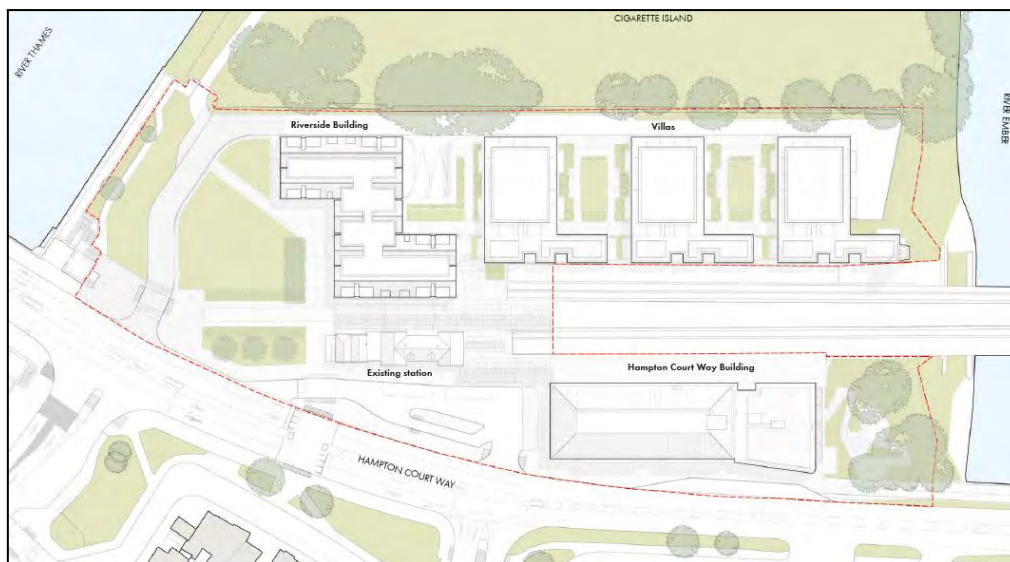 CIGARETTE ISLAND
RIVER THAMES
RIVER EMBER
Riverside Building
Villas
Existing station
Hampton Court Way Building
HAMPTON COURT WAY